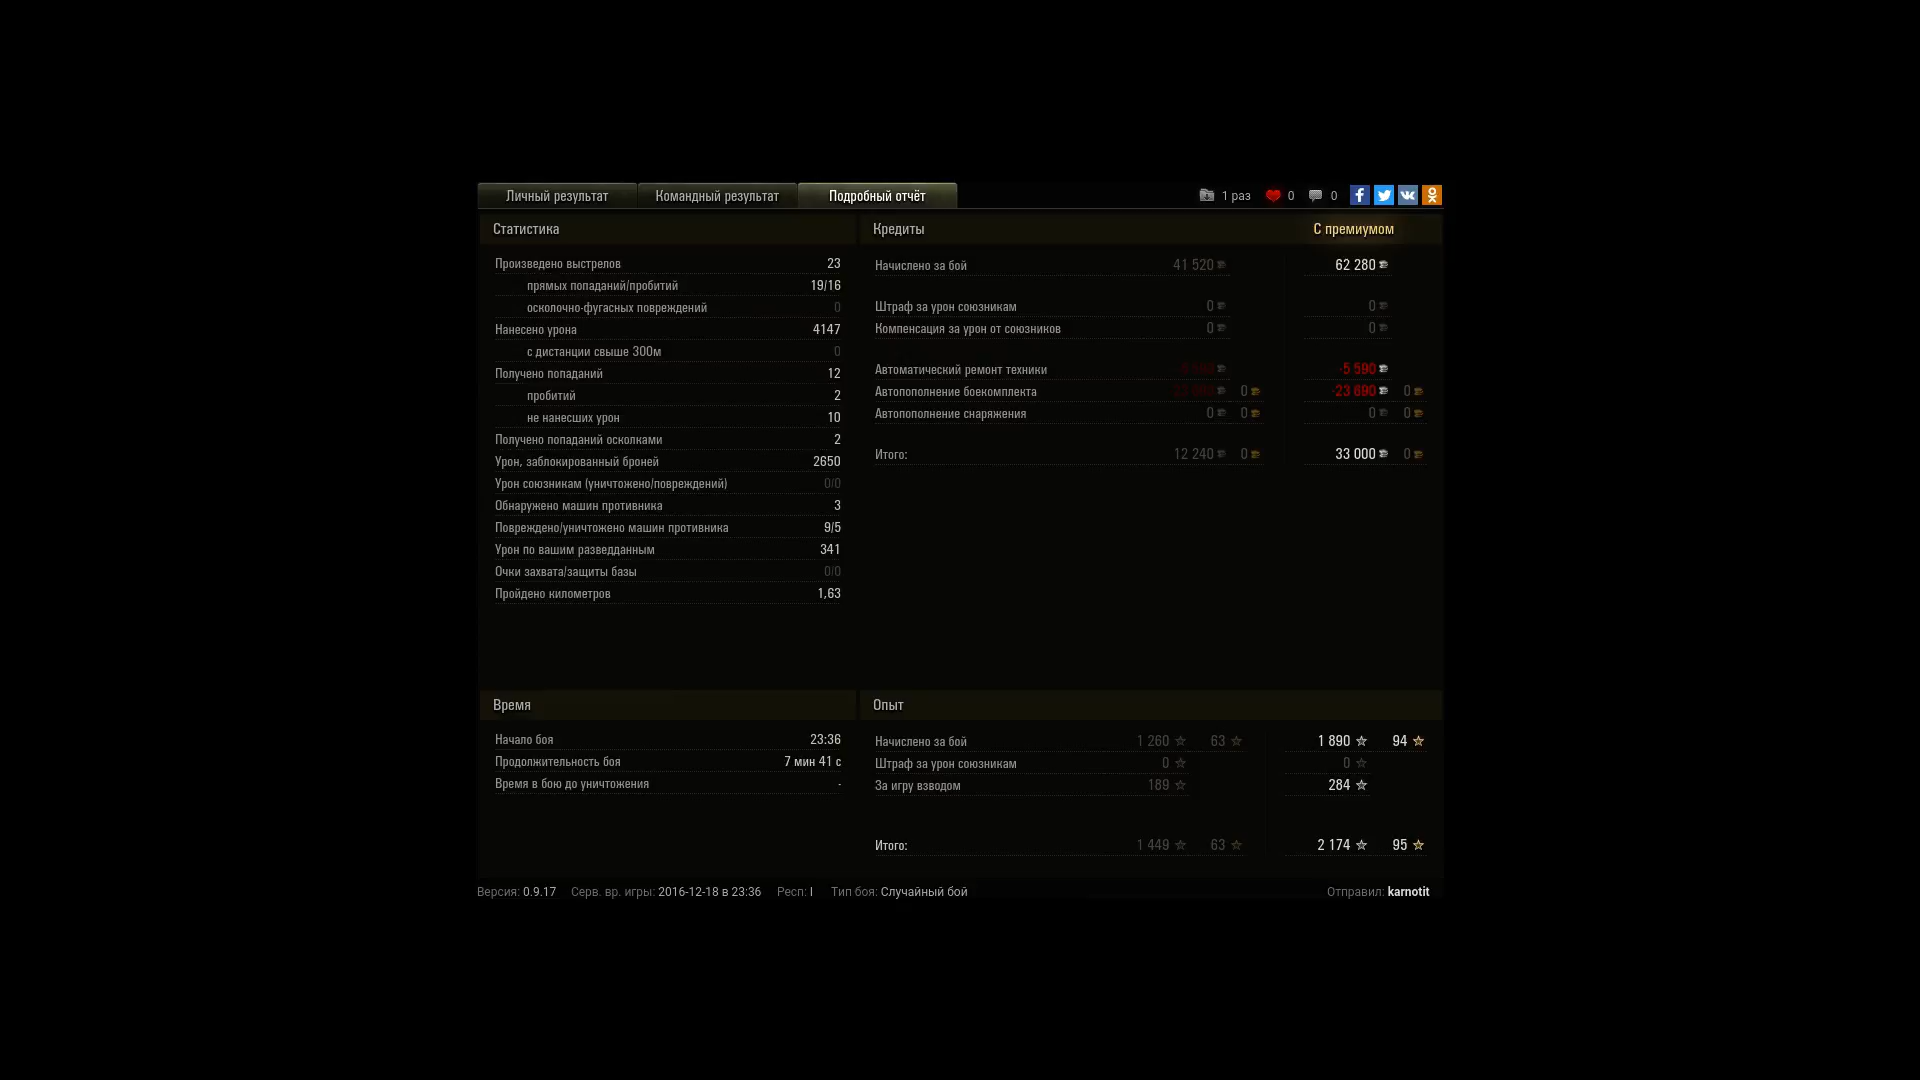 Личный результат Командный результат Подробный отчёт 1 раз 0 0
Статистика
Произведено выстрелов 23
прямых попаданий/пробитий 19/16
осколочно-фугасных повреждений 0
Нанесено урона 4147
с дистанции свыше 300м 0
Получено попаданий 12
пробитий 2
не нанесших урон 10
Получено попаданий осколками 2
Урон, заблокированный броней 2650
Урон союзникам (уничтожено/повреждений) 0/0
Обнаружено машин противника 3
Повреждено/уничтожено машин противника 9/5
Урон по вашим разведданным 341
Очки захвата/защиты базы 0/0
Пройдено километров 1,63
Кредиты С премиумом
Начислено за бой 41 520 62 280
Штраф за урон союзникам 0 0
Компенсация за урон от союзников 0 0
Автоматический ремонт техники -5 590
Автопополнение боекомплекта 0 -23 690 0
Автопополнение снаряжения 0 0 0 0
Итого: 12 240 0 33 000 0
Время
Начало боя 23:36
Продолжительность боя 7 мин 41 с
Время в бою до уничтожения -
Опыт
Начислено за бой 1 260 63 1 890 94
Штраф за урон союзникам 0 0
За игру взводом 189 284
Итого: 1 449 63 2 174 95
Версия: 0.9.17 Серв. вр. игры: 2016-12-18 в 23:36 Респ: I Тип боя: Случайный бой Отправил: karnotit